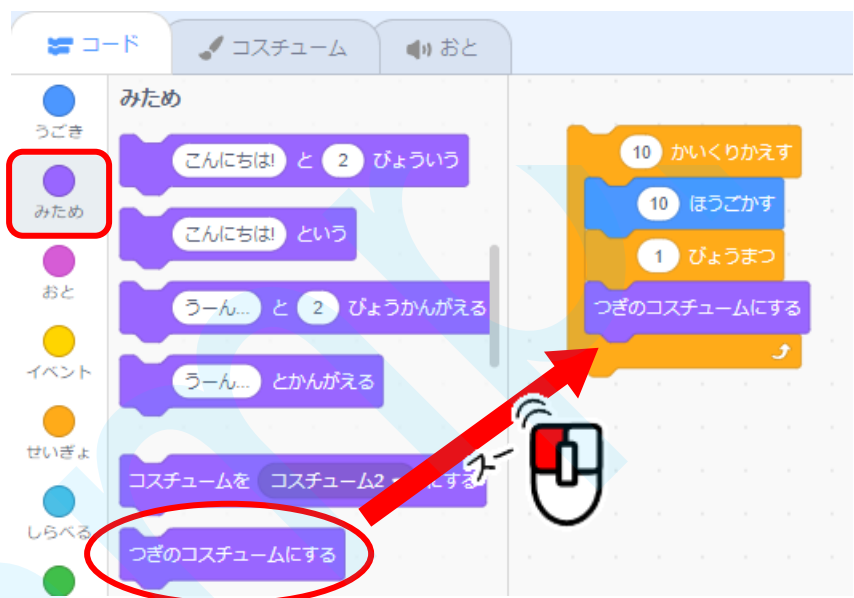 コード
コスチューム
おと
うごき
みため
おと
イベント
せいぎょ
しらべる
みため
こんにちは! と 2 びょういう
こんにちは! という
うーん... と 2 びょうかんがえる
うーん... とかんがえる
コスチュームを コスチューム2 にする
つぎのコスチュームにする
10 かいくりかえす
10 ほうごかす
1 びょうまつ
つぎのコスチュームにする
スー